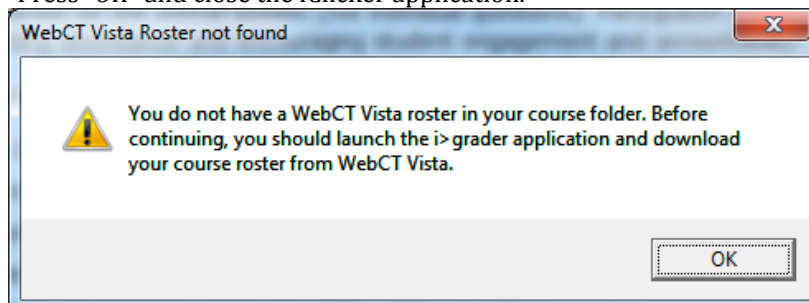 Press "OK" and close the iClicker application.
WebCT Vista Roster not found
You do not have a WebCT Vista roster in your course folder. Before
continuing, you should launch the i>grader application and download
your course roster from WebCT Vista.
OK